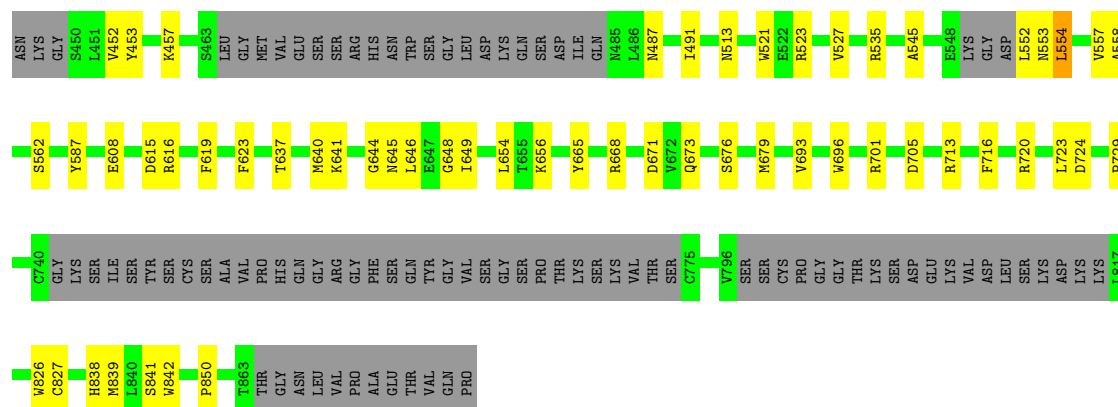 ASN LYS GLY S450 L451 V452 Y453 K457 S463 LEU GLY MET VAL GLU SER SER ARG HIS ASN TRP SER GLY LEU ASP LYS GLN SER ASP ILE GLN N485 L486 N487 I491 N513 W521 E522 R523 V527 R535 A545 E548 LYS GLY ASP L552 N553 L554 V557 A558
S562 Y587 E608 D615 R616 F619 F623 T637 M640 K641 G644 N645 L646 E647 G648 I649 L654 T655 K656 Y665 R668 D671 V672 Q673 S676 M679 V693 W696 R701 D705 R713 F716 R720 L723 D724
C740 GLY LYS SER ILE SER TYR SER CYS SER ALA VAL PRO HIS GLN GLY ARG GLY PHE SER GLN TYR GLY VAL SER GLY SER PRO THR LYS SER LYS VAL THR SER C775 V796 SER SER CYS PRO GLY GLY THR LYS SER ASP GLU LYS VAL ASP LEU SER LYS ASP LYS LYS L817
W826 C827 H838 M839 L840 S841 W842 P850 T863 THR GLY ASN LEU VAL PRO ALA GLU THR VAL GLN PRO